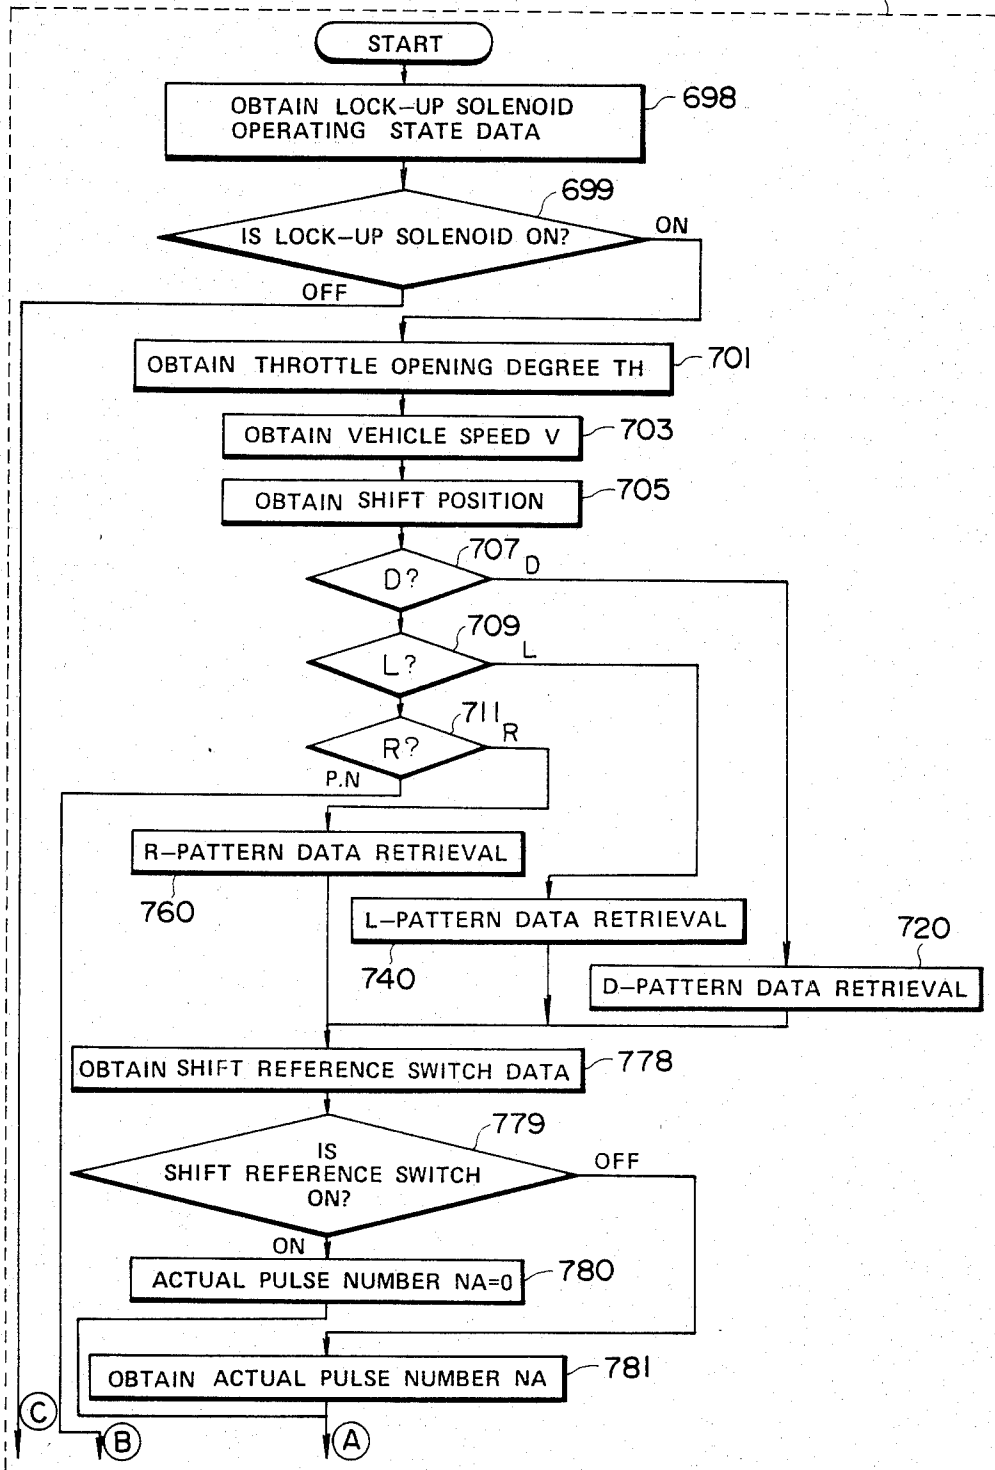 START
OBTAIN LOCK-UP SOLENOID
OPERATING STATE DATA
698
699
IS LOCK-UP SOLENOID ON?
ON
OFF
OBTAIN THROTTLE OPENING DEGREE TH
701
OBTAIN VEHICLE SPEED V
703
OBTAIN SHIFT POSITION
705
707
D?
D
709
L?
L
711
R?
R
P.N
R-PATTERN DATA RETRIEVAL
760
L-PATTERN DATA RETRIEVAL
740
720
D-PATTERN DATA RETRIEVAL
OBTAIN SHIFT REFERENCE SWITCH DATA
778
779
IS
SHIFT REFERENCE SWITCH
ON?
OFF
ON
ACTUAL PULSE NUMBER NA=0
780
OBTAIN ACTUAL PULSE NUMBER NA
781
C
B
A